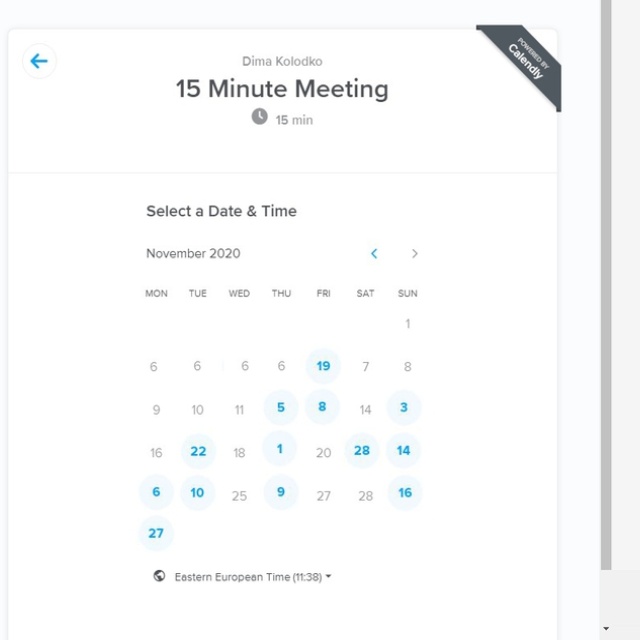 POWERED BY
Calendly
Dima Kolodko
15 Minute Meeting
15 min
Select a Date & Time
November 2020
MON TUE WED THU FRI SAT SUN
1
6 6 6 6 19 7 8
9 10 11 5 8 14 3
16 22 18 1 20 28 14
6 10 25 9 27 28 16
27
Eastern European Time (11:38)